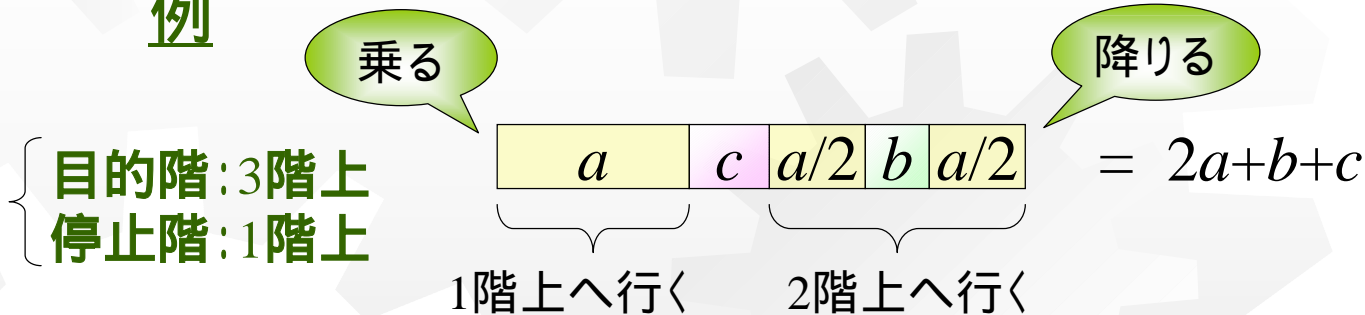 例
乗る
降りる
目的階:3階上
停止階:1階上
a c a/2 b a/2 = 2a+b+c
1階上へ行く 2階上へ行く